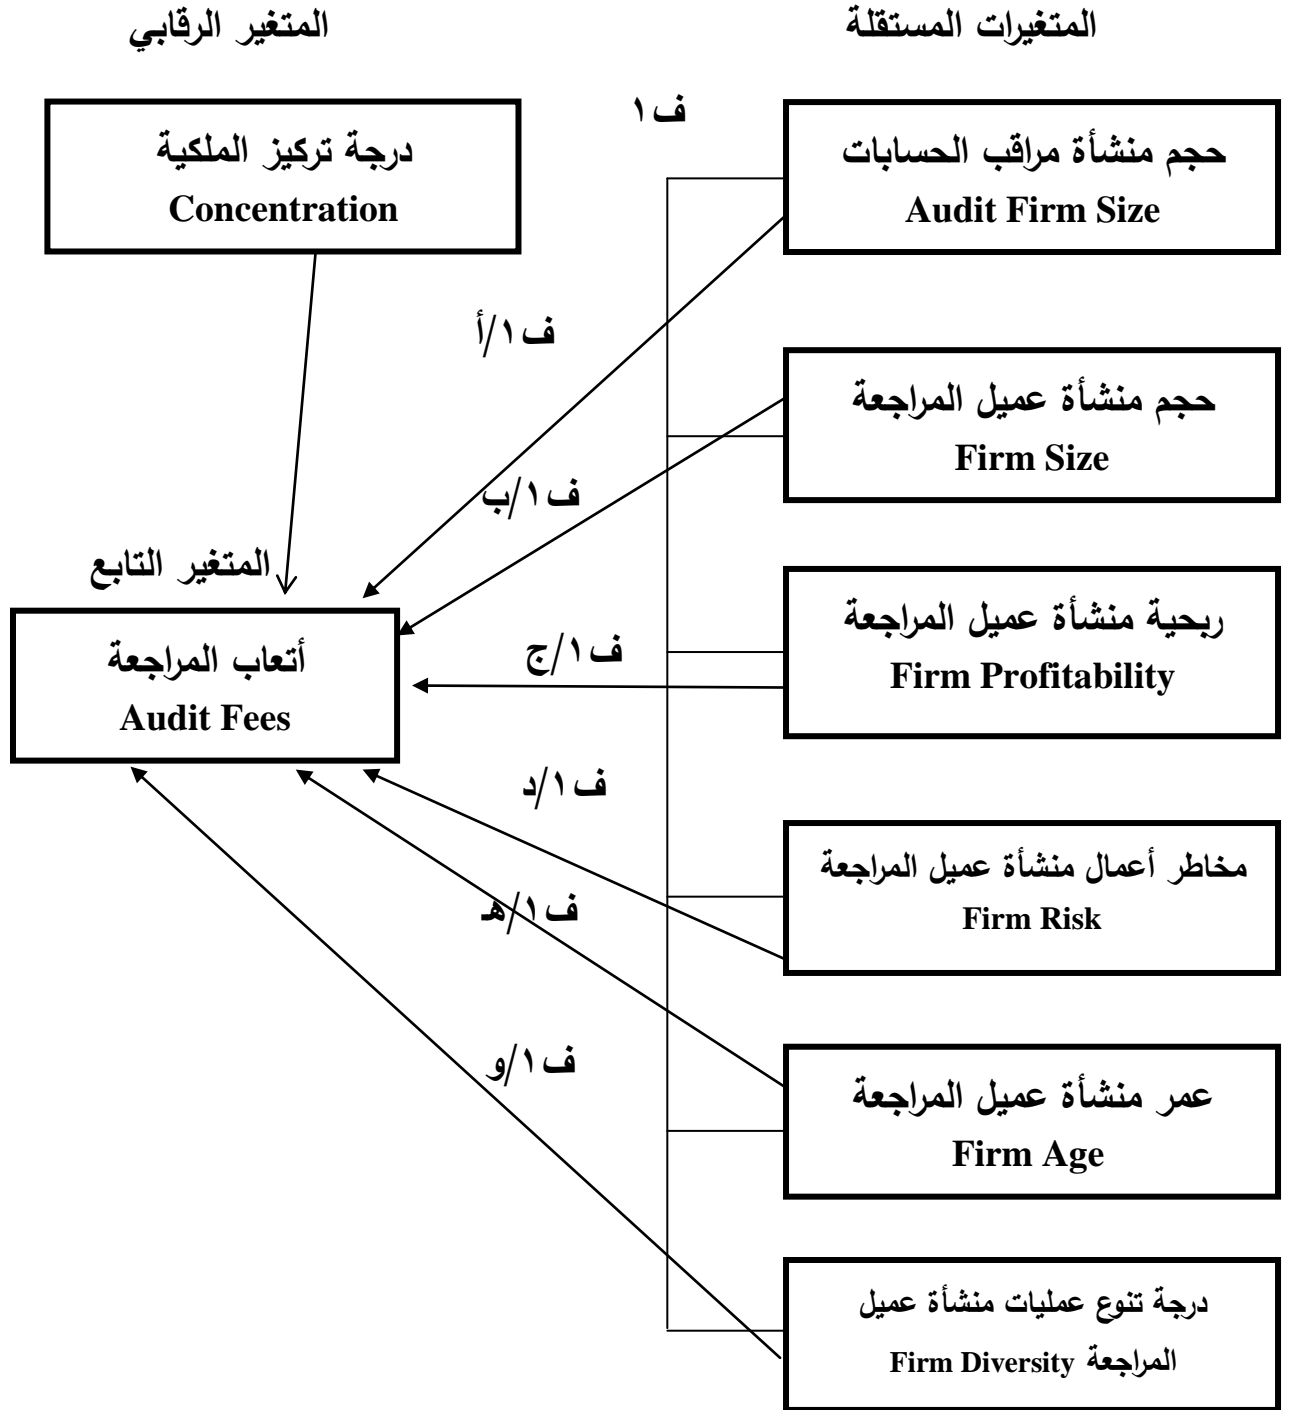 المتغيرات المستقلة
المتغير الرقابي
ف١
حجم منشأة مراقب الحسابات
Audit Firm Size
درجة تركيز الملكية
Concentration
ف١/أ
حجم منشأة عميل المراجعة
Firm Size
ف١/ب
المتغير التابع
ربحية منشأة عميل المراجعة
Firm Profitability
ف١/ج
أتعاب المراجعة
Audit Fees
ف١/د
مخاطر أعمال منشأة عميل المراجعة
Firm Risk
ف١/هـ
ف١/و
عمر منشأة عميل المراجعة
Firm Age
درجة تنوع عمليات منشأة عميل
المراجعة Firm Diversity